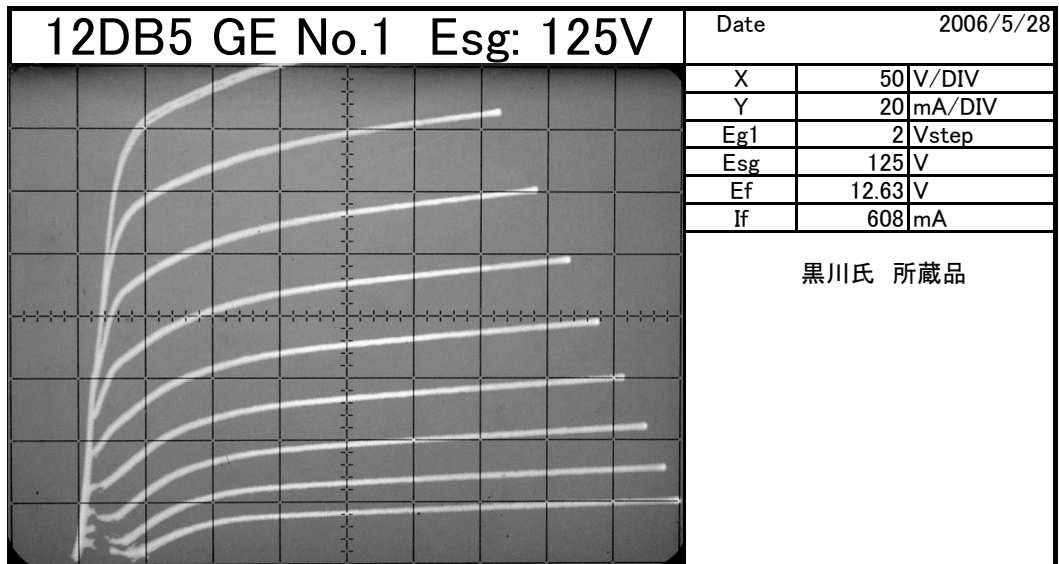 12DB5 GE No.1 Esg: 125V
Date 2006/5/28
X 50 V/DIV
Y 20 mA/DIV
Eg1 2 Vstep
Esg 125 V
Ef 12.63 V
If 608 mA
黒川氏 所蔵品